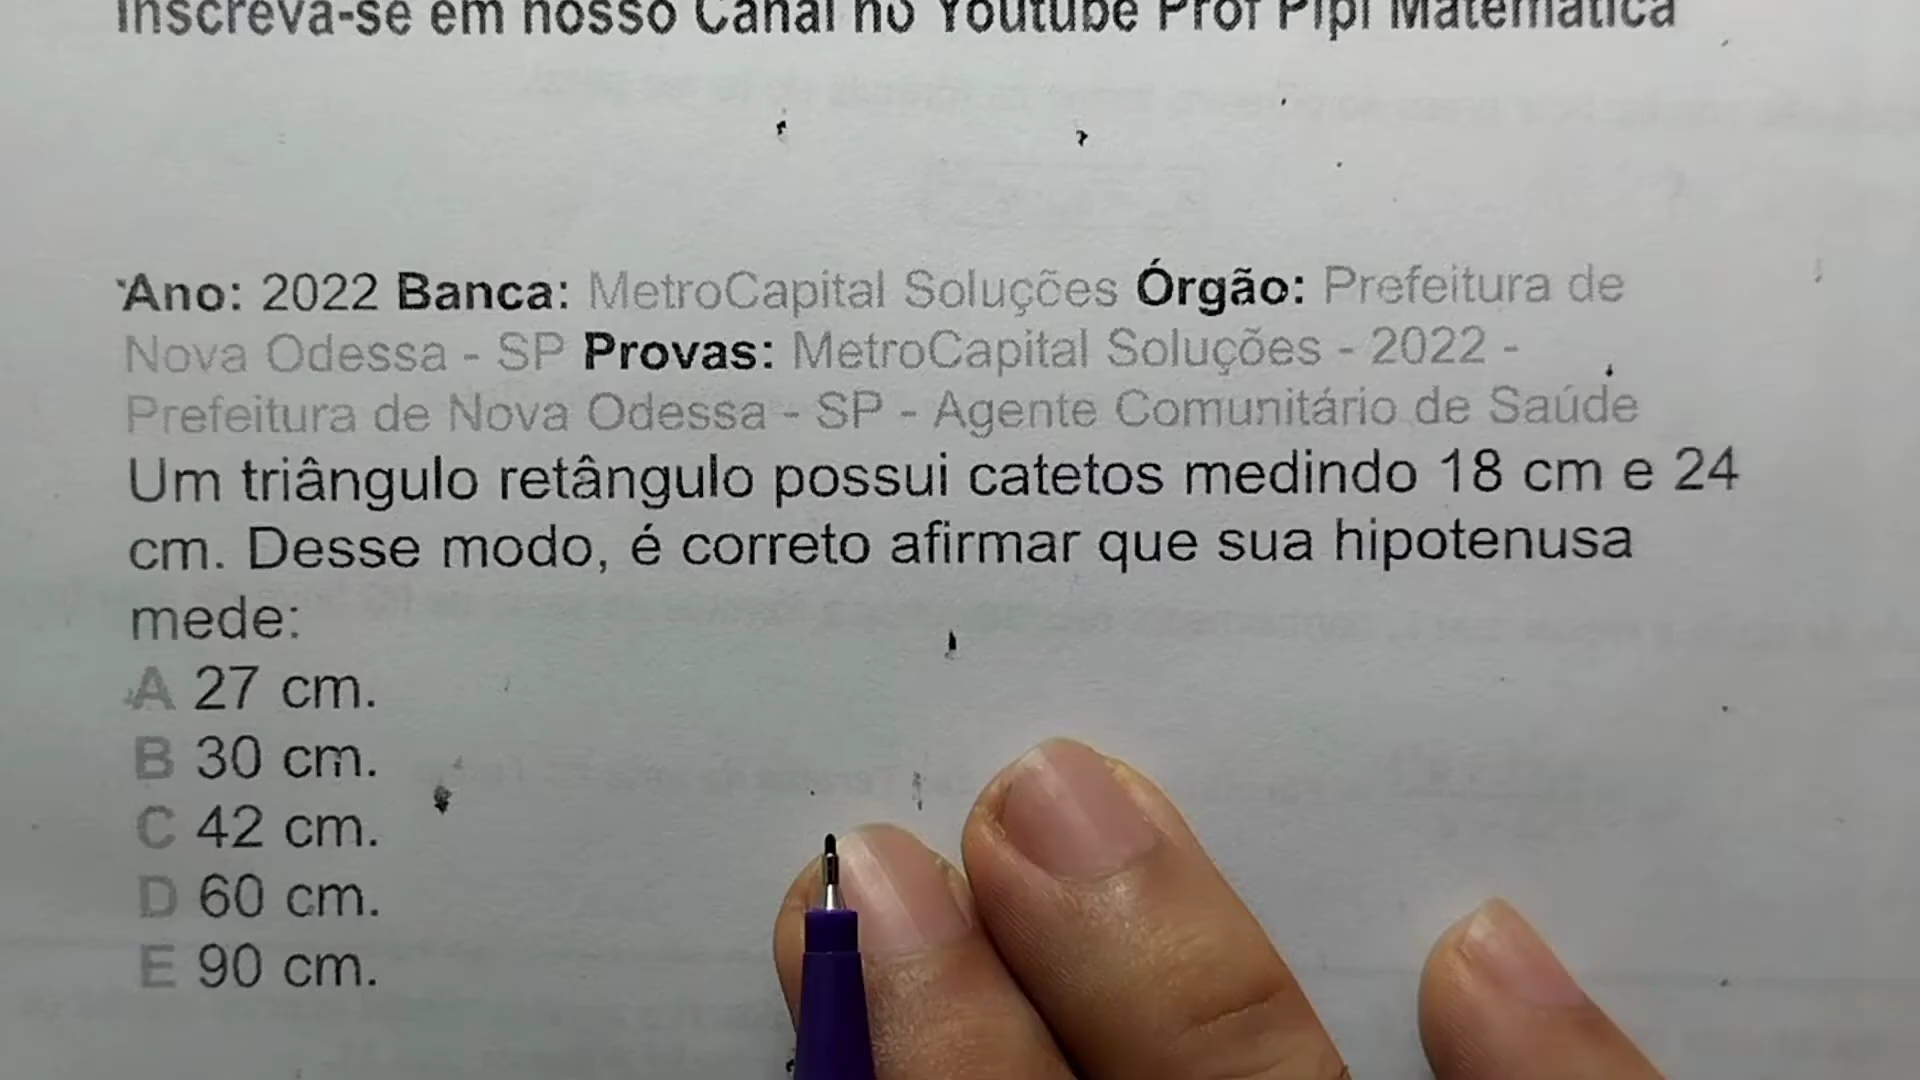 Inscreva-se em nosso Canal no Youtube Prof Pipi Matemática
Ano: 2022 Banca: MetroCapital Soluções Órgão: Prefeitura de
Nova Odessa - SP Provas: MetroCapital Soluções - 2022 -
Prefeitura de Nova Odessa - SP - Agente Comunitário de Saúde
Um triângulo retângulo possui catetos medindo 18 cm e 24
cm. Desse modo, é correto afirmar que sua hipotenusa
mede:
A 27 cm.
B 30 cm.
C 42 cm.
D 60 cm.
E 90 cm.